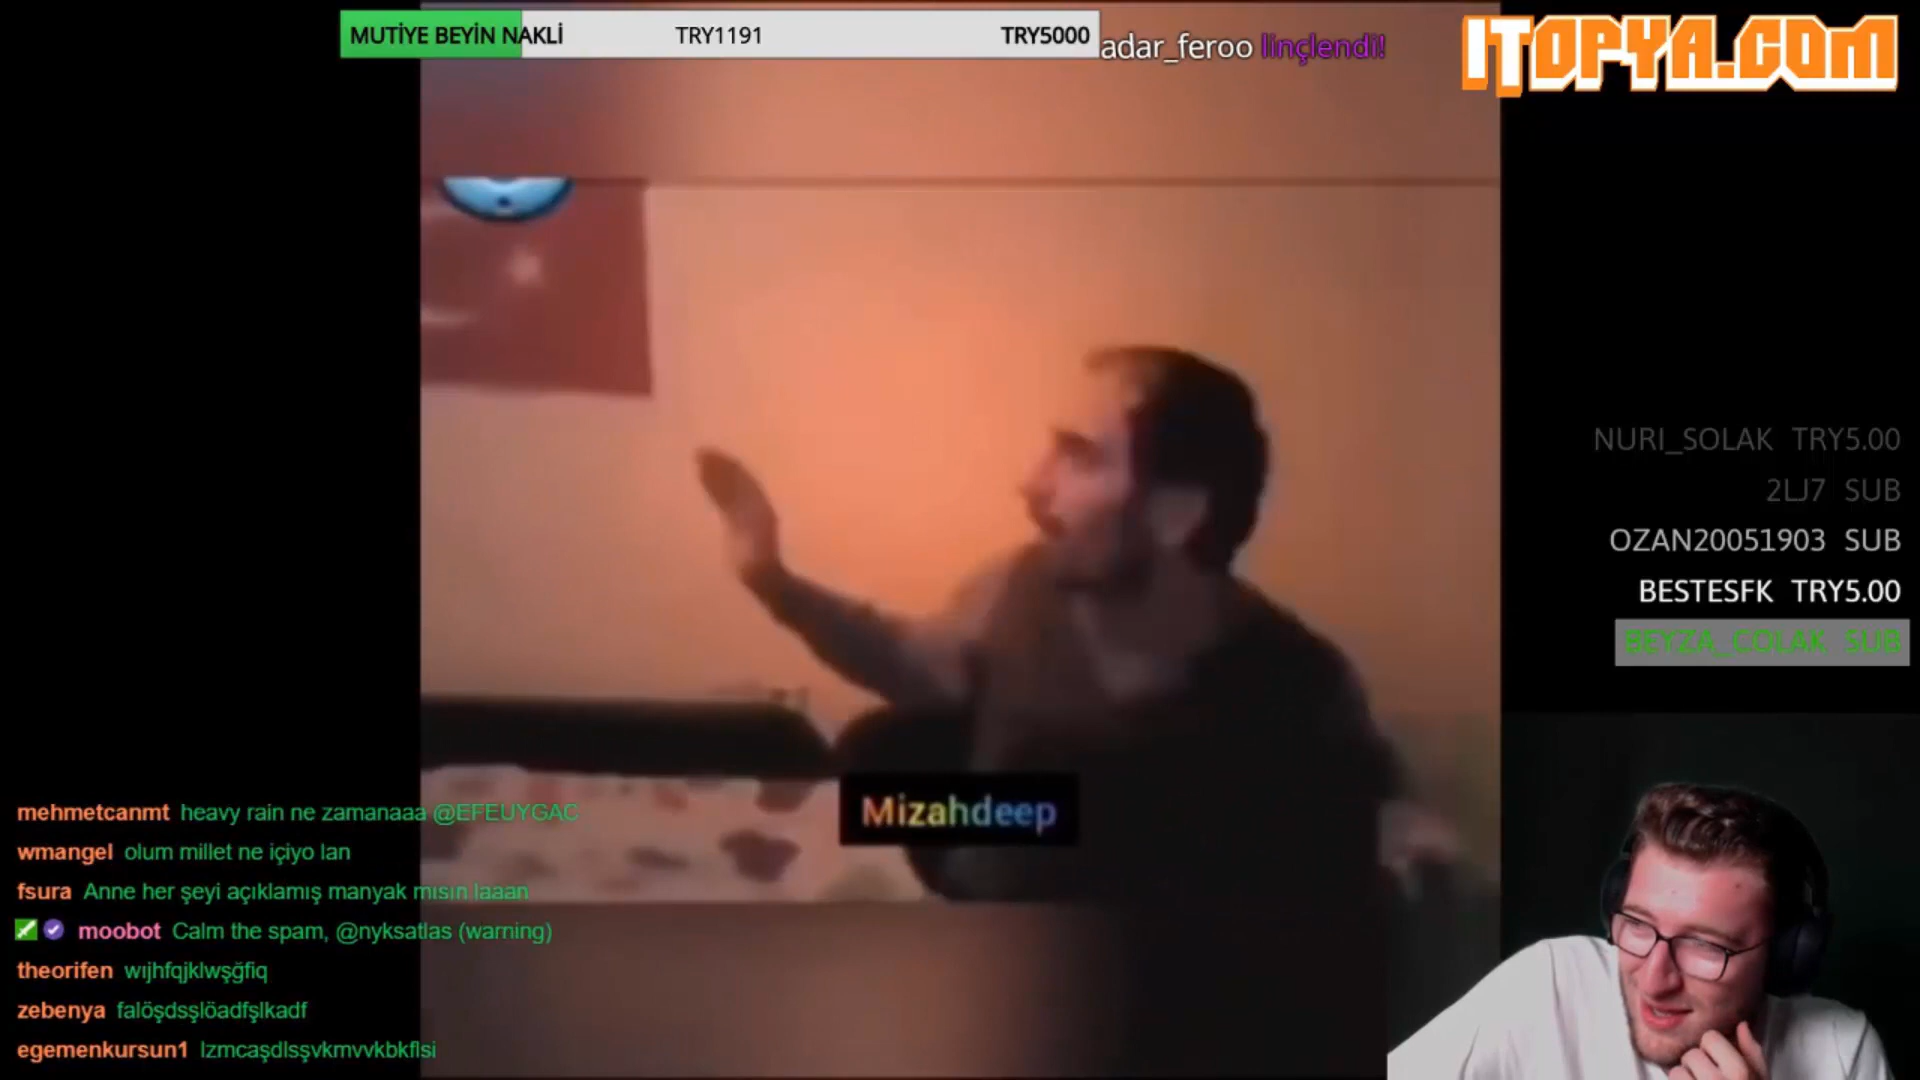 MUTİYE BEYİN NAKLİ TRY1191 TRY5000
adar_feroo linçlendi!
ITOPYA.COM
NURI_SOLAK TRY5.00
2LJ7 SUB
OZAN20051903 SUB
BESTESFK TRY5.00
BEYZA_COLAK SUB
Mizahdeep
mehmetcanmt heavy rain ne zamanaaa @EFEUYGAC
wmangel olum millet ne içiyo lan
fsura Anne her şeyi açıklamış manyak mısın laaan
moobot Calm the spam, @nyksatlas (warning)
theorifen wıjhfqjklwşğfiq
zebenya falöşdsşlöadfşlkadf
egemenkursun1 lzmcaşdlsşvkmvvkbkflsi